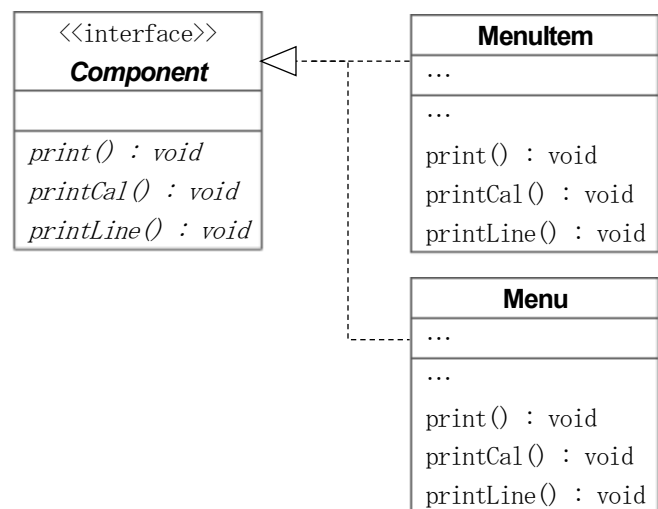 <<interface>>
Component
print() : void
printCal() : void
printLine() : void
MenuItem
...
...
print() : void
printCal() : void
printLine() : void
Menu
...
...
print() : void
printCal() : void
printLine() : void